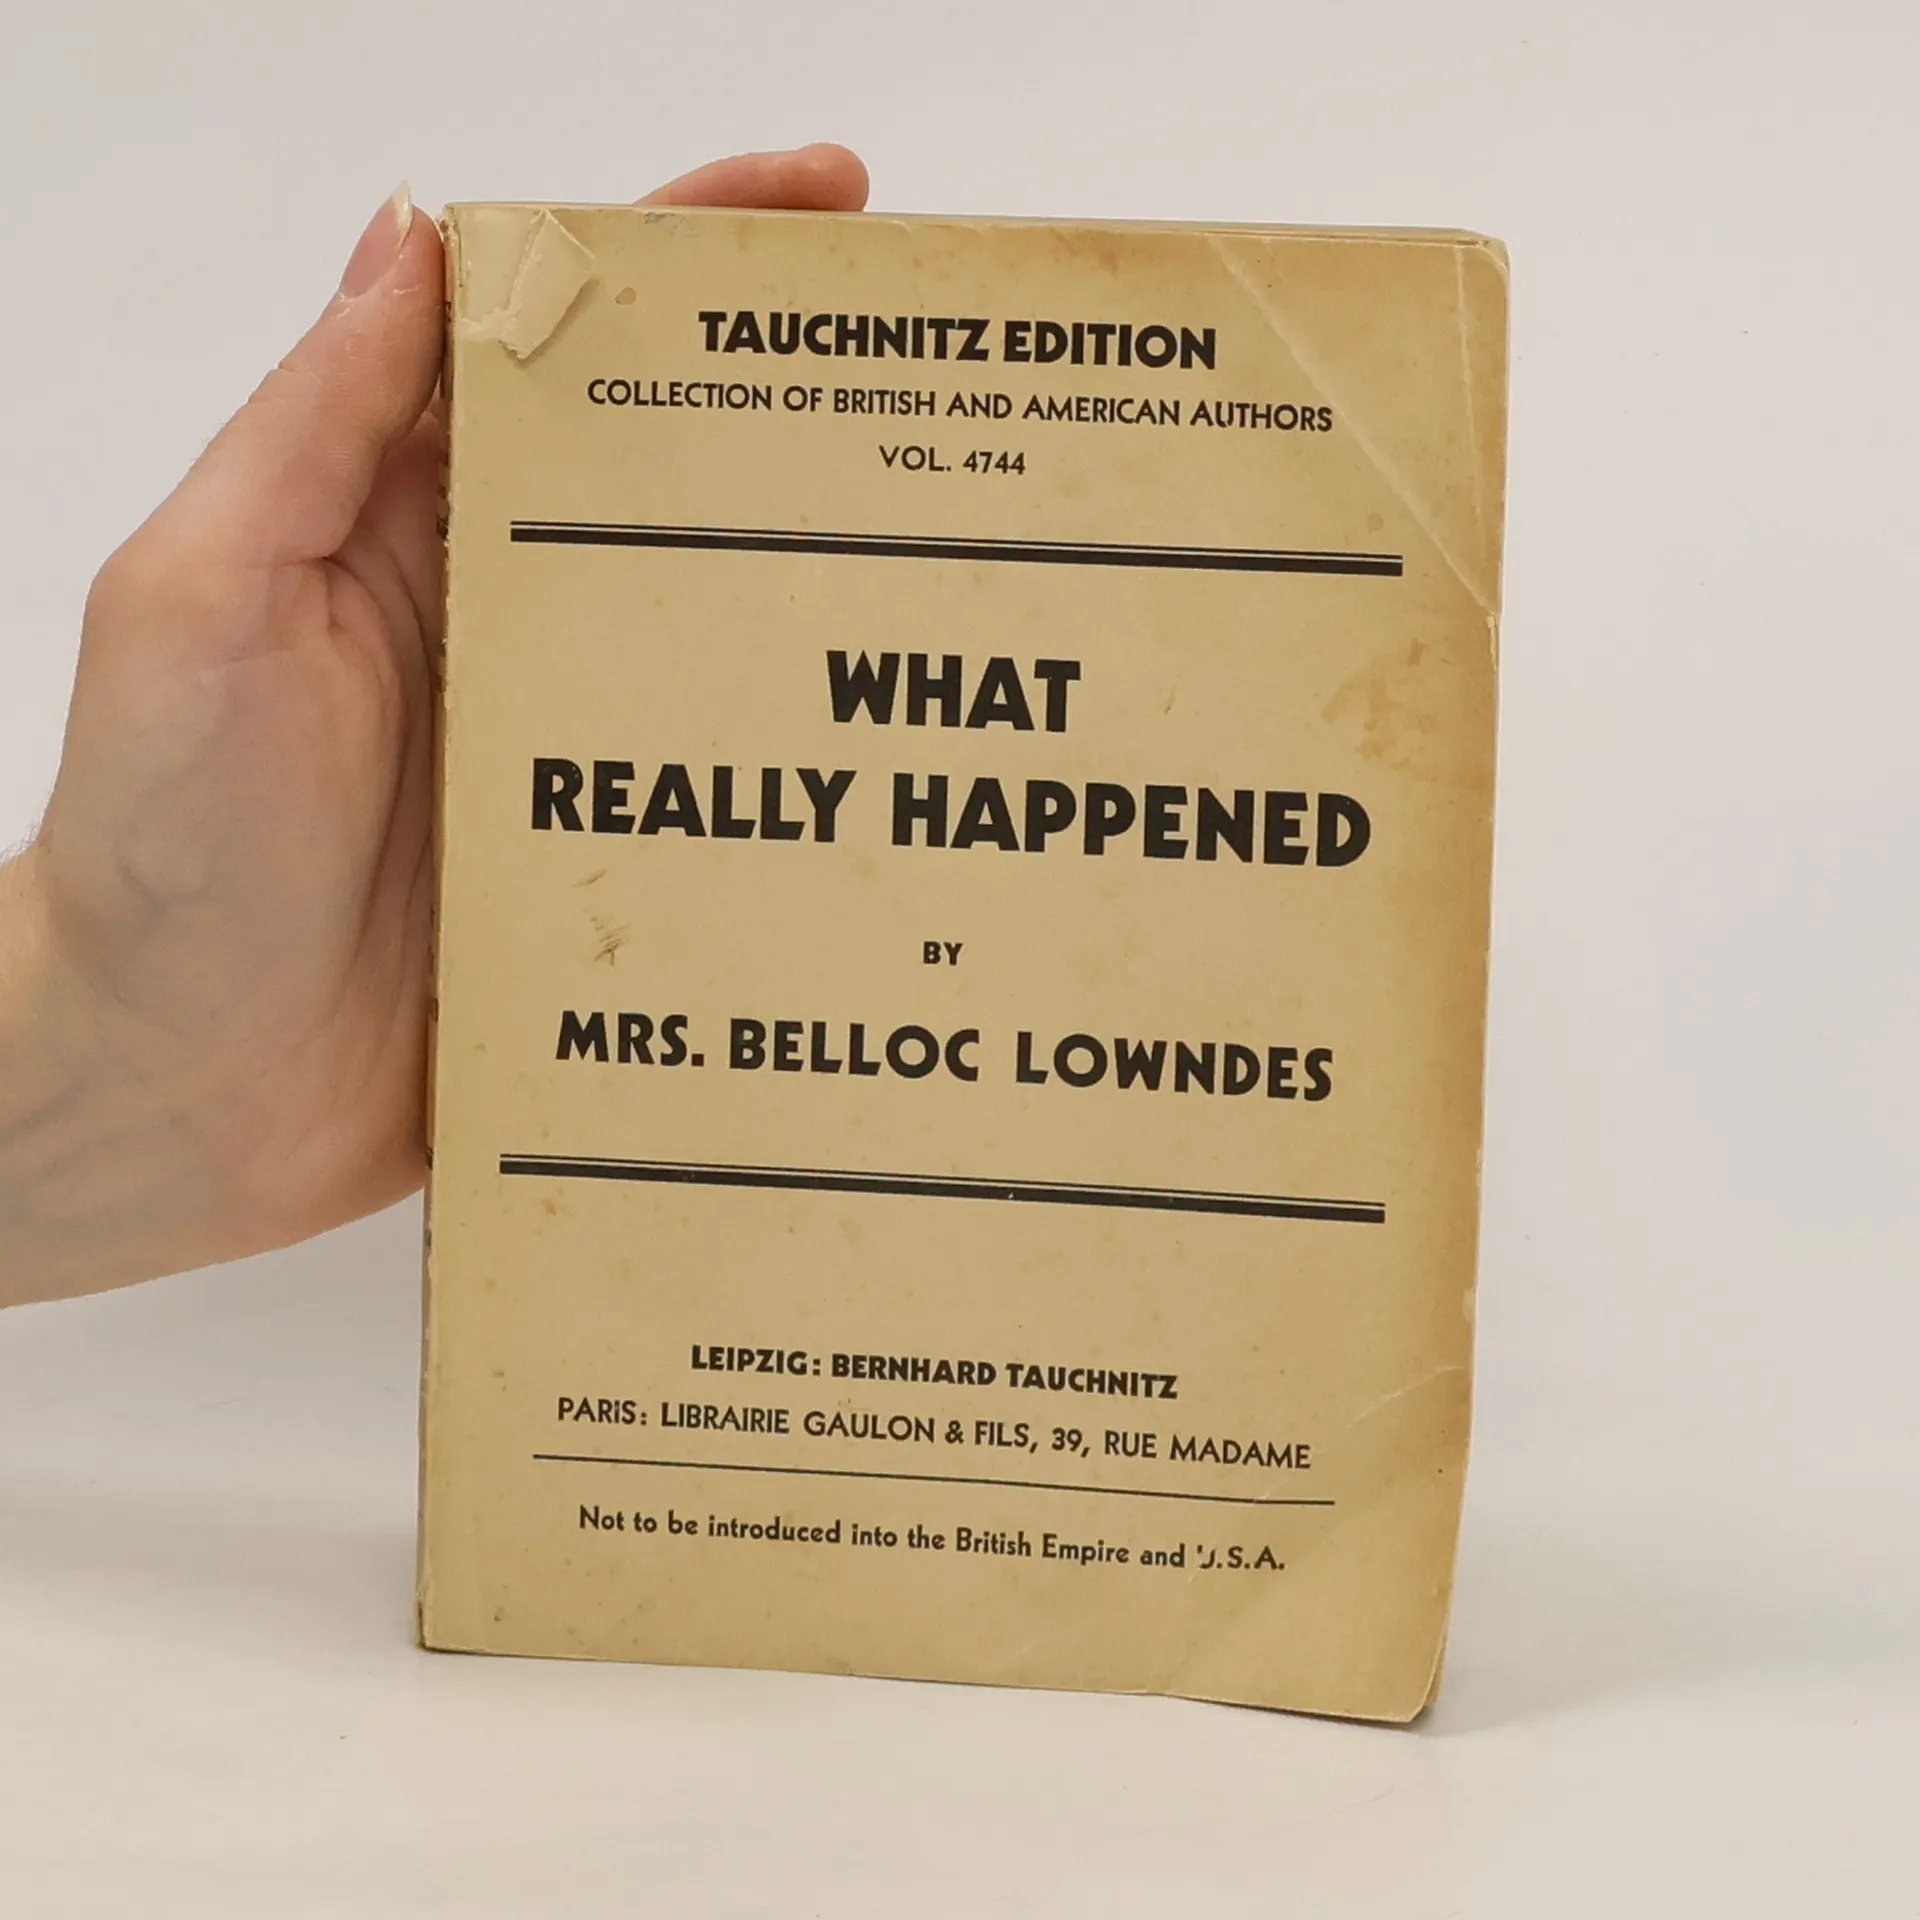 TAUCHNITZ EDITION
COLLECTION OF BRITISH AND AMERICAN AUTHORS
VOL. 4744
WHAT
REALLY HAPPENED
BY
MRS. BELLOC LOWNDES
LEIPZIG: BERNHARD TAUCHNITZ
PARIS: LIBRAIRIE GAULON & FILS, 39, RUE MADAME
Not to be introduced into the British Empire and U.S.A.